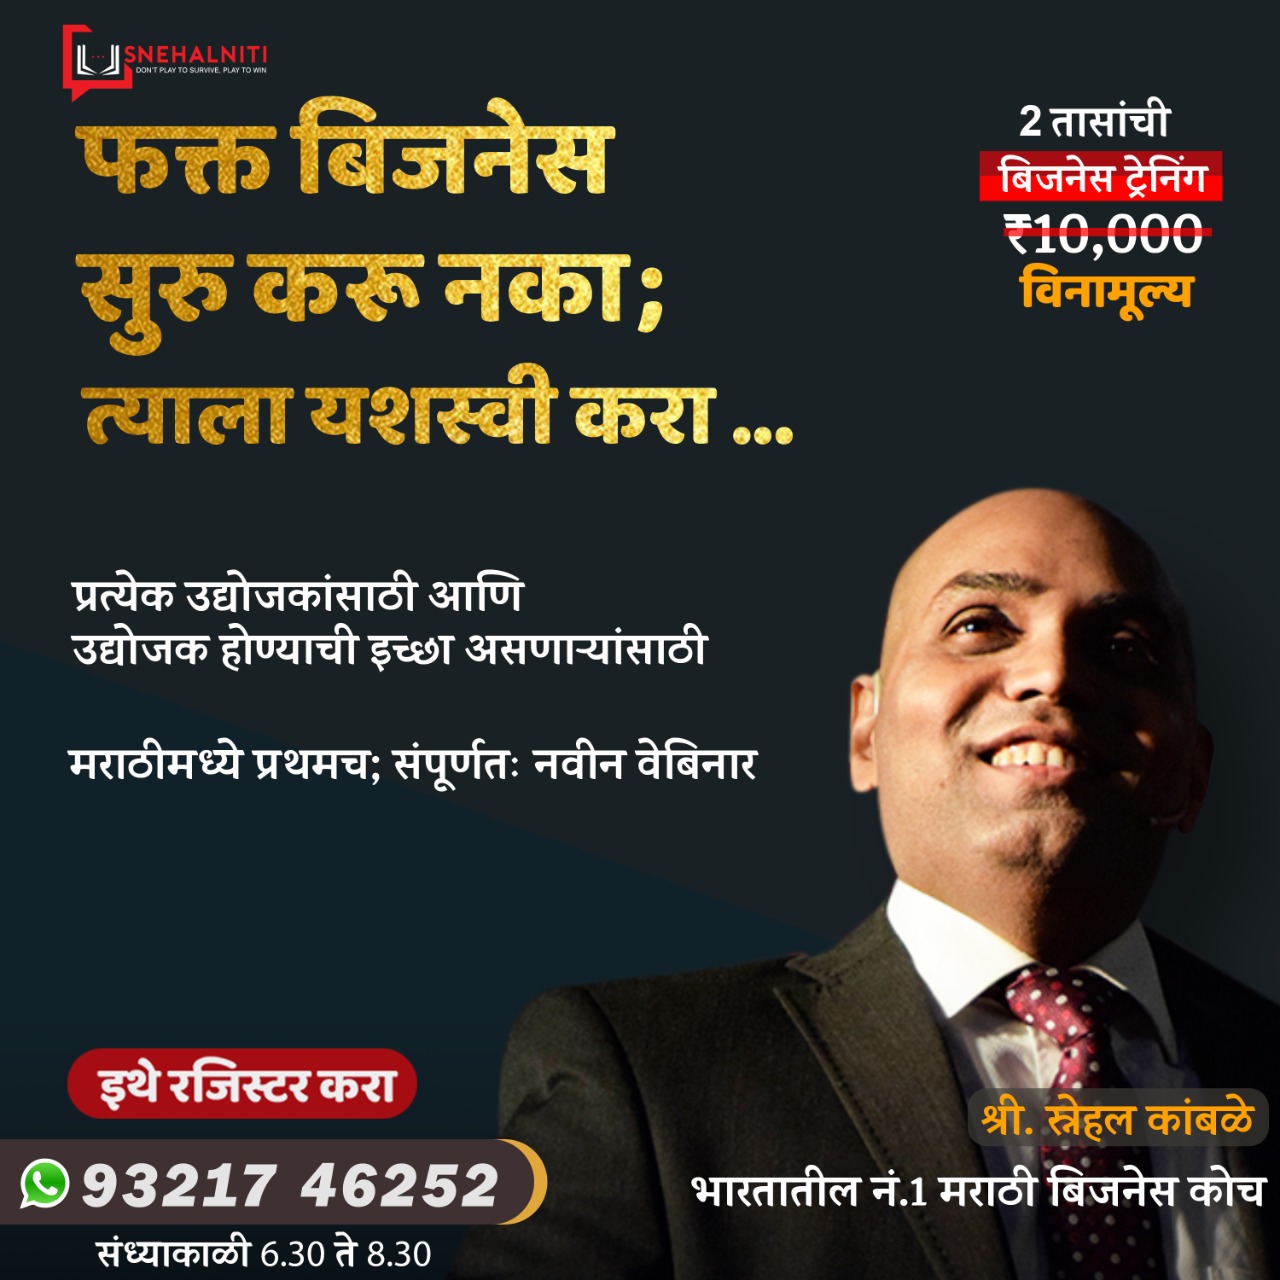 SNEHALNITI
DON'T PLAY TO SURVIVE, PLAY TO WIN
फक्त बिजनेस
सुरु करू नका;
त्याला यशस्वी करा ...
2 तासांची
बिजनेस ट्रेनिंग
₹10,000
विनामूल्य
प्रत्येक उद्योजकांसाठी आणि
उद्योजक होण्याची इच्छा असणाऱ्यांसाठी
मराठीमध्ये प्रथमच; संपूर्णतः नवीन वेबिनार
इथे रजिस्टर करा
93217 46252
संध्याकाळी 6.30 ते 8.30
श्री. स्नेहल कांबळे
भारतातील नं.1 मराठी बिजनेस कोच